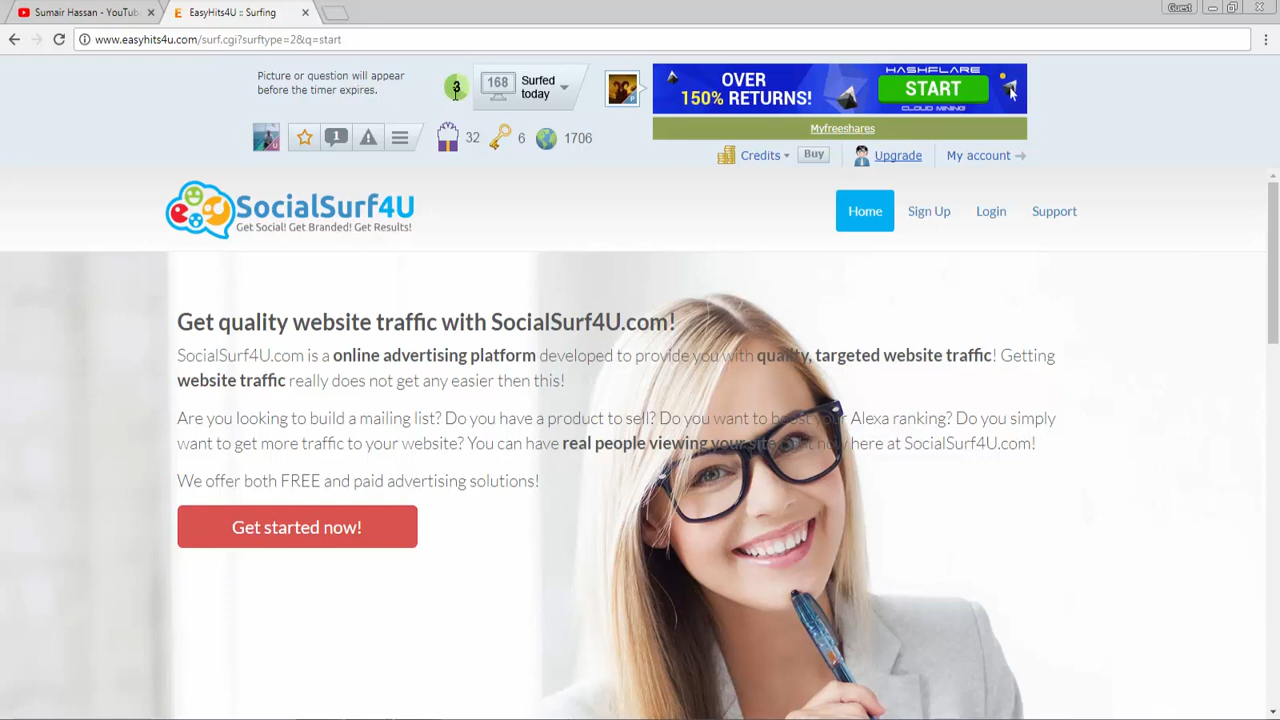 Sumair Hassan - YouTub
EasyHits4U :: Surfing
Guest
www.easyhits4u.com/surf.cgi?surftype=2&q=start
Picture or question will appear
before the timer expires.
3
168
Surfed
today
OVER
150% RETURNS!
HASHFLARE
START
CLOUD MINING
Myfreeshares
1
32
6
1706
Credits
Buy
Upgrade
My account
SocialSurf4U
Get Social! Get Branded! Get Results!
Home
Sign Up
Login
Support
Get quality website traffic with SocialSurf4U.com!
SocialSurf4U.com is a online advertising platform developed to provide you with quality, targeted website traffic! Getting
website traffic really does not get any easier then this!
Are you looking to build a mailing list? Do you have a product to sell? Do you want to boost your Alexa ranking? Do you simply
want to get more traffic to your website? You can have real people viewing your site right now here at SocialSurf4U.com!
We offer both FREE and paid advertising solutions!
Get started now!